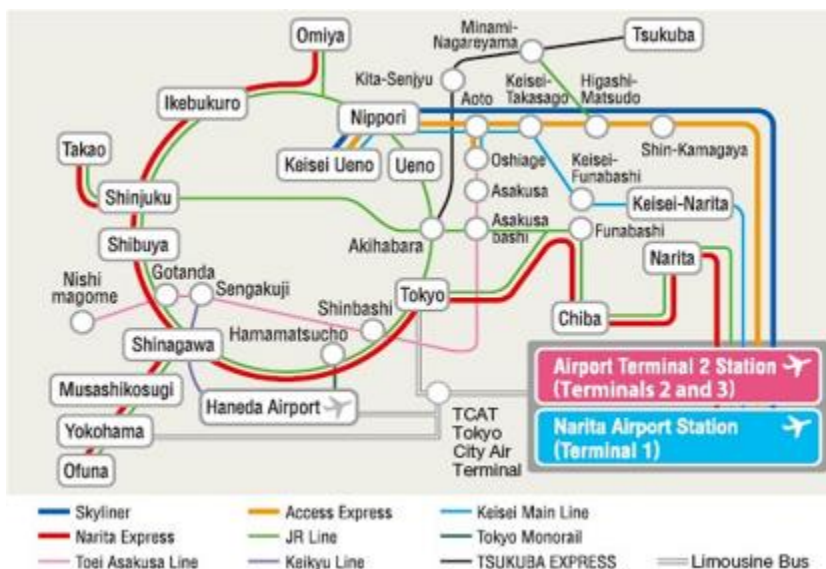 Omiya
Minami-
Nagareyama
Tsukuba
Kita-Senjyu
Ikebukuro
Keisei-
Takasago
Higashi-
Matsudo
Aoto
Nippori
Takao
Keisei Ueno
Ueno
Oshiage
Keisei-
Funabashi
Shin-Kamagaya
Shinjuku
Asakusa
Keisei-Narita
Shibuya
Akihabara
Asakusa
bashi
Funabashi
Narita
Nishi
magome
Gotanda
Sengakuji
Tokyo
Shinbashi
Hamamatsucho
Chiba
Shinagawa
Airport Terminal 2 Station
(Terminals 2 and 3)
Musashikosugi
Haneda Airport
TCAT
Tokyo
City Air
Terminal
Narita Airport Station
(Terminal 1)
Yokohama
Ofuna
Skyliner
Access Express
Keisei Main Line
Narita Express
JR Line
Tokyo Monorail
Toei Asakusa Line
Keikyu Line
TSUKUBA EXPRESS
Limousine Bus